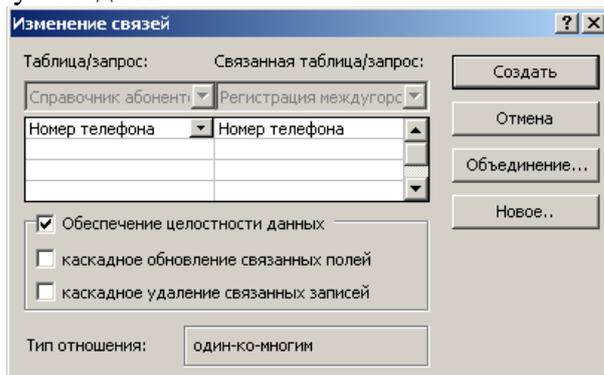 Изменение связей
Таблица/запрос: Связанная таблица/запрос:
Справочник абонент Регистрация междугорс
Номер телефона Номер телефона
Обеспечение целостности данных
каскадное обновление связанных полей
каскадное удаление связанных записей
Тип отношения: один-ко-многим
Создать
Отмена
Объединение...
Новое..